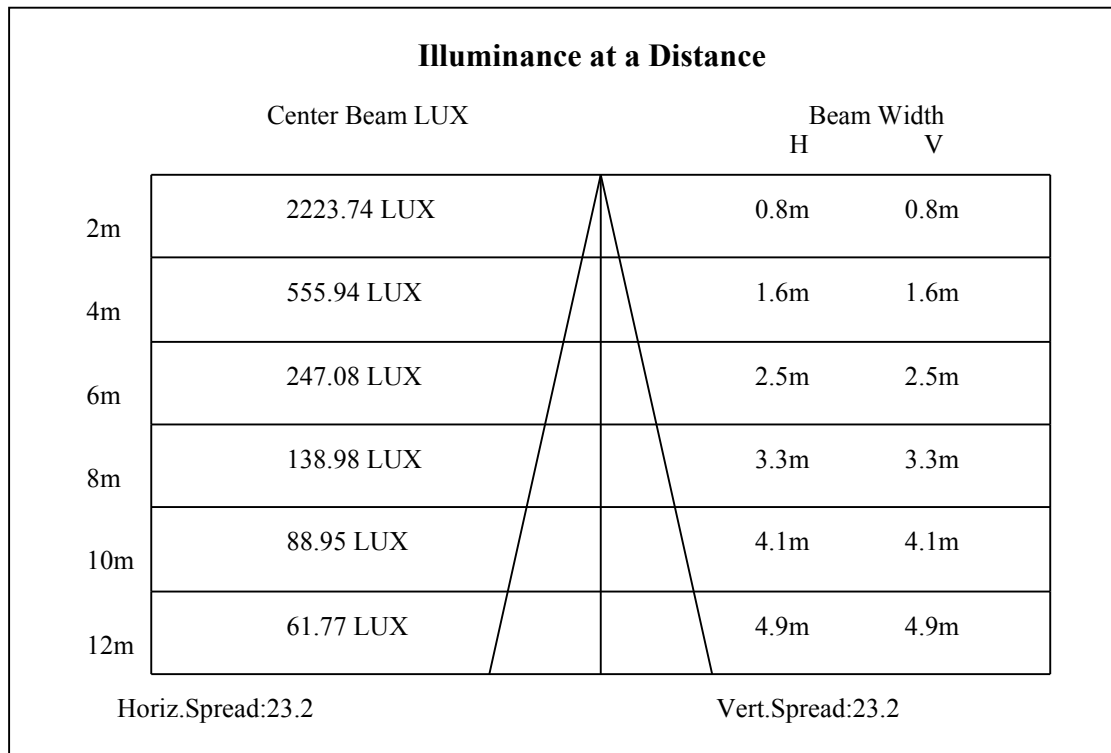 Illuminance at a Distance
Center Beam LUX Beam Width
H V
2223.74 LUX 0.8m 0.8m
2m
555.94 LUX 1.6m 1.6m
4m
247.08 LUX 2.5m 2.5m
6m
138.98 LUX 3.3m 3.3m
8m
88.95 LUX 4.1m 4.1m
10m
61.77 LUX 4.9m 4.9m
12m
Horiz.Spread:23.2 Vert.Spread:23.2